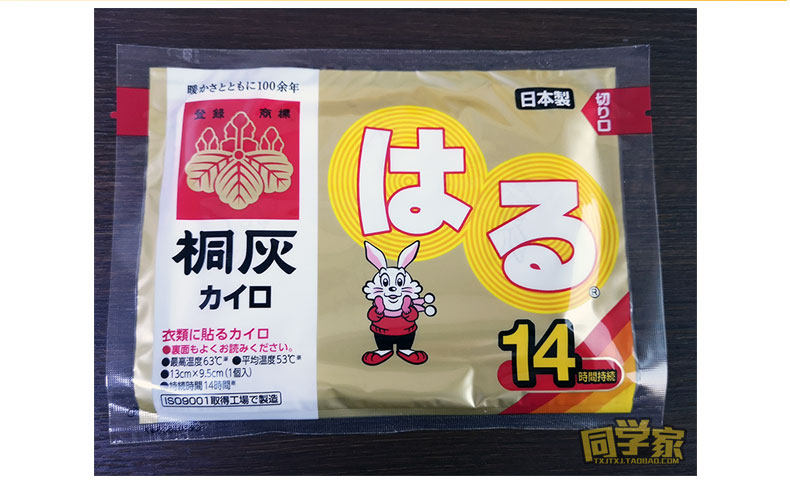 暖かさとともに100余年
登録 商標
桐灰
カイロ
衣類に貼るカイロ
●裏面もよくお読みください。
●最高温度63℃※ ●平均温度53℃※
●13cm×9.5cm(1個入)
●持続時間14時間※
ISO9001取得工場で製造
日本製
切り口
はる
®
14時間持続
同学家
TXJTXJ.TAOBAO.COM